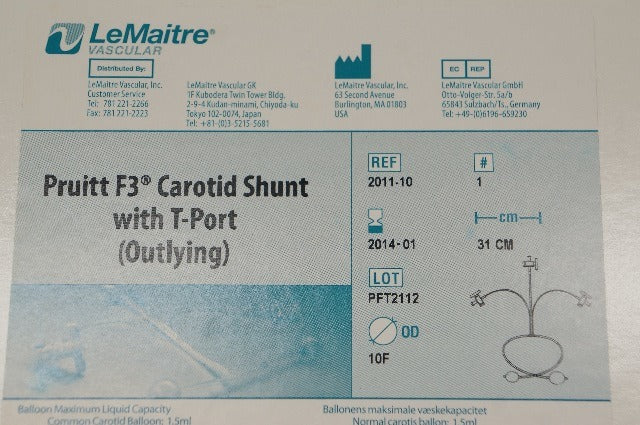 LeMaitre®
VASCULAR
Distributed By:
LeMaitre Vascular, Inc.
Customer Service
Tel: 781 221-2266
Fax: 781 221-2223
LeMaitre Vascular GK
1F Kubodera Twin Tower Bldg.
2-9-4 Kudan-minami, Chiyoda-ku
Tokyo 102-0074, Japan
Tel: +81-(0)3-5215-5681
LeMaitre Vascular, Inc.
63 Second Avenue
Burlington, MA 01803
USA
EC REP
LeMaitre Vascular GmbH
Otto-Volger-Str. 5a/b
65843 Sulzbach/Ts., Germany
Tel: +49-(0)6196-659230
Pruitt F3® Carotid Shunt
with T-Port
(Outlying)
REF
2011-10
#
1
2014-01
cm
31 CM
LOT
PFT2112
OD
10F
Balloon Maximum Liquid Capacity
Common Carotid Balloon: 1.5ml
Ballonens maksimale væskekapacitet
Normal carotis ballon: 1.5ml